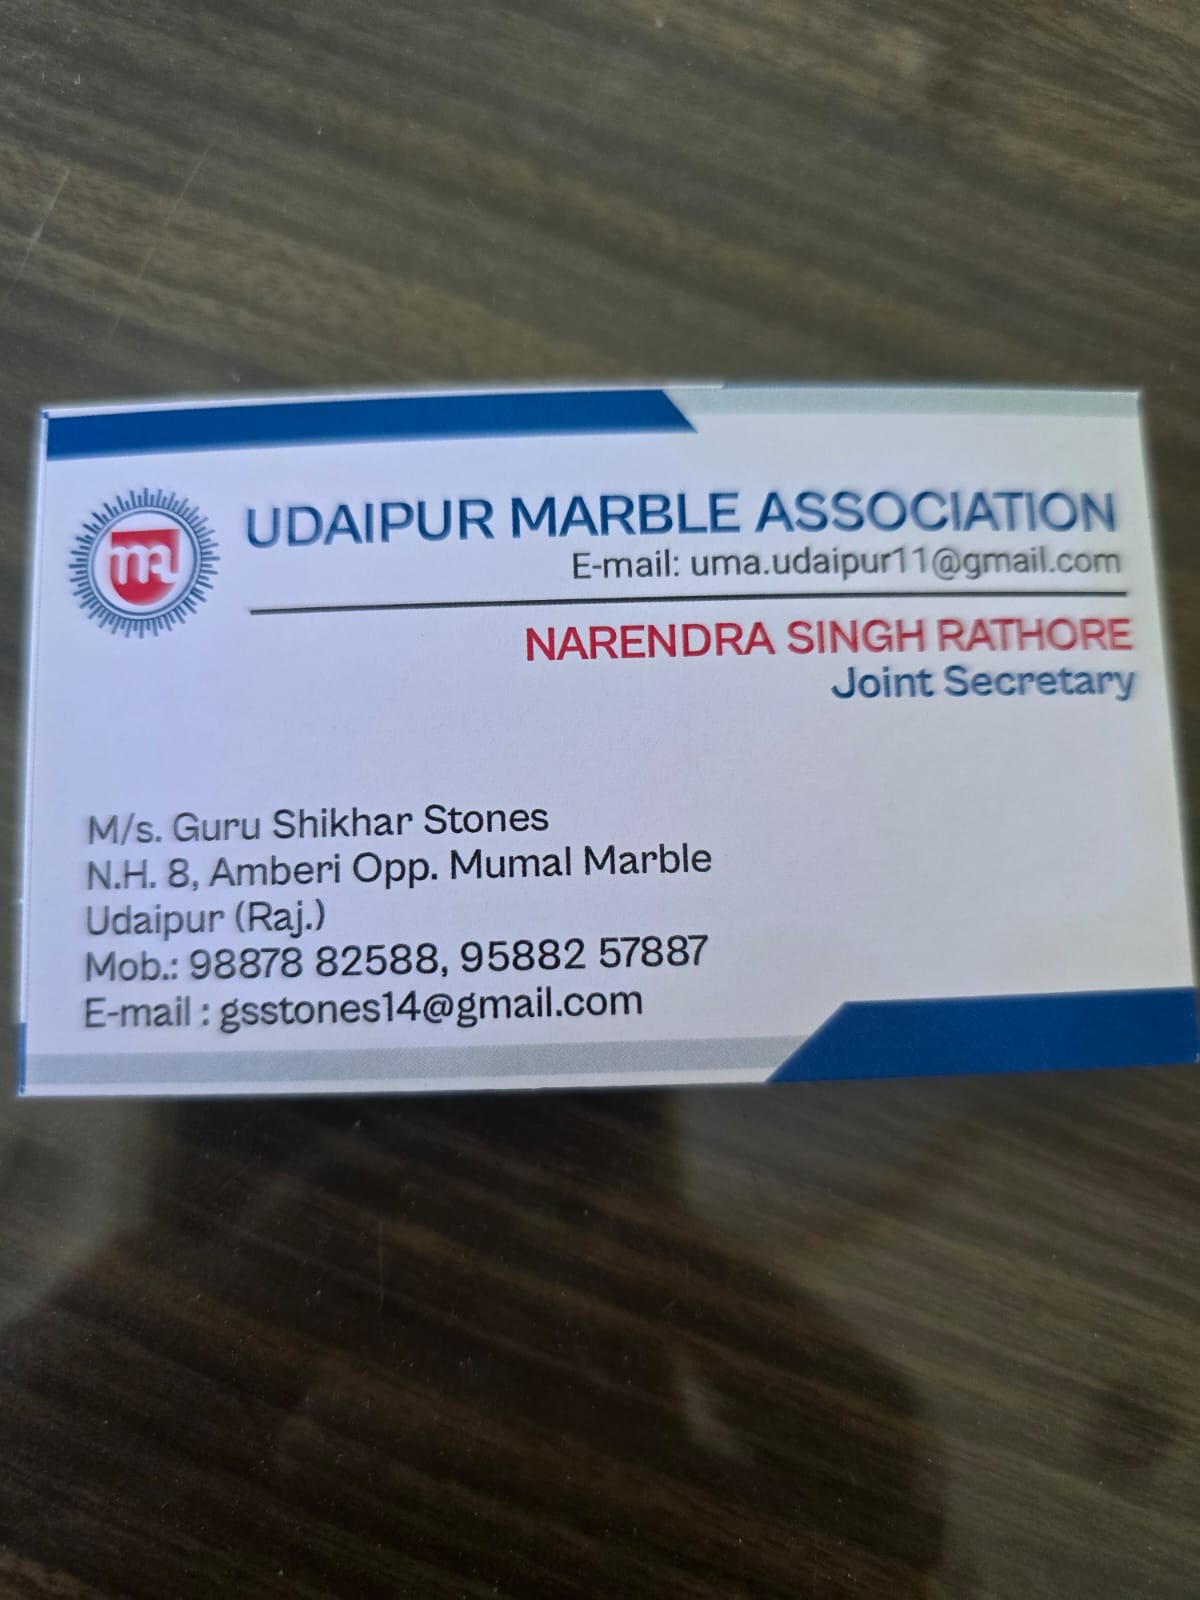 UDAIPUR MARBLE ASSOCIATION
E-mail: uma.udaipur11@gmail.com
NARENDRA SINGH RATHORE
Joint Secretary
M/s. Guru Shikhar Stones
N.H. 8, Amberi Opp. Mumal Marble
Udaipur (Raj.)
Mob.: 98878 82588, 95882 57887
E-mail : gsstones14@gmail.com